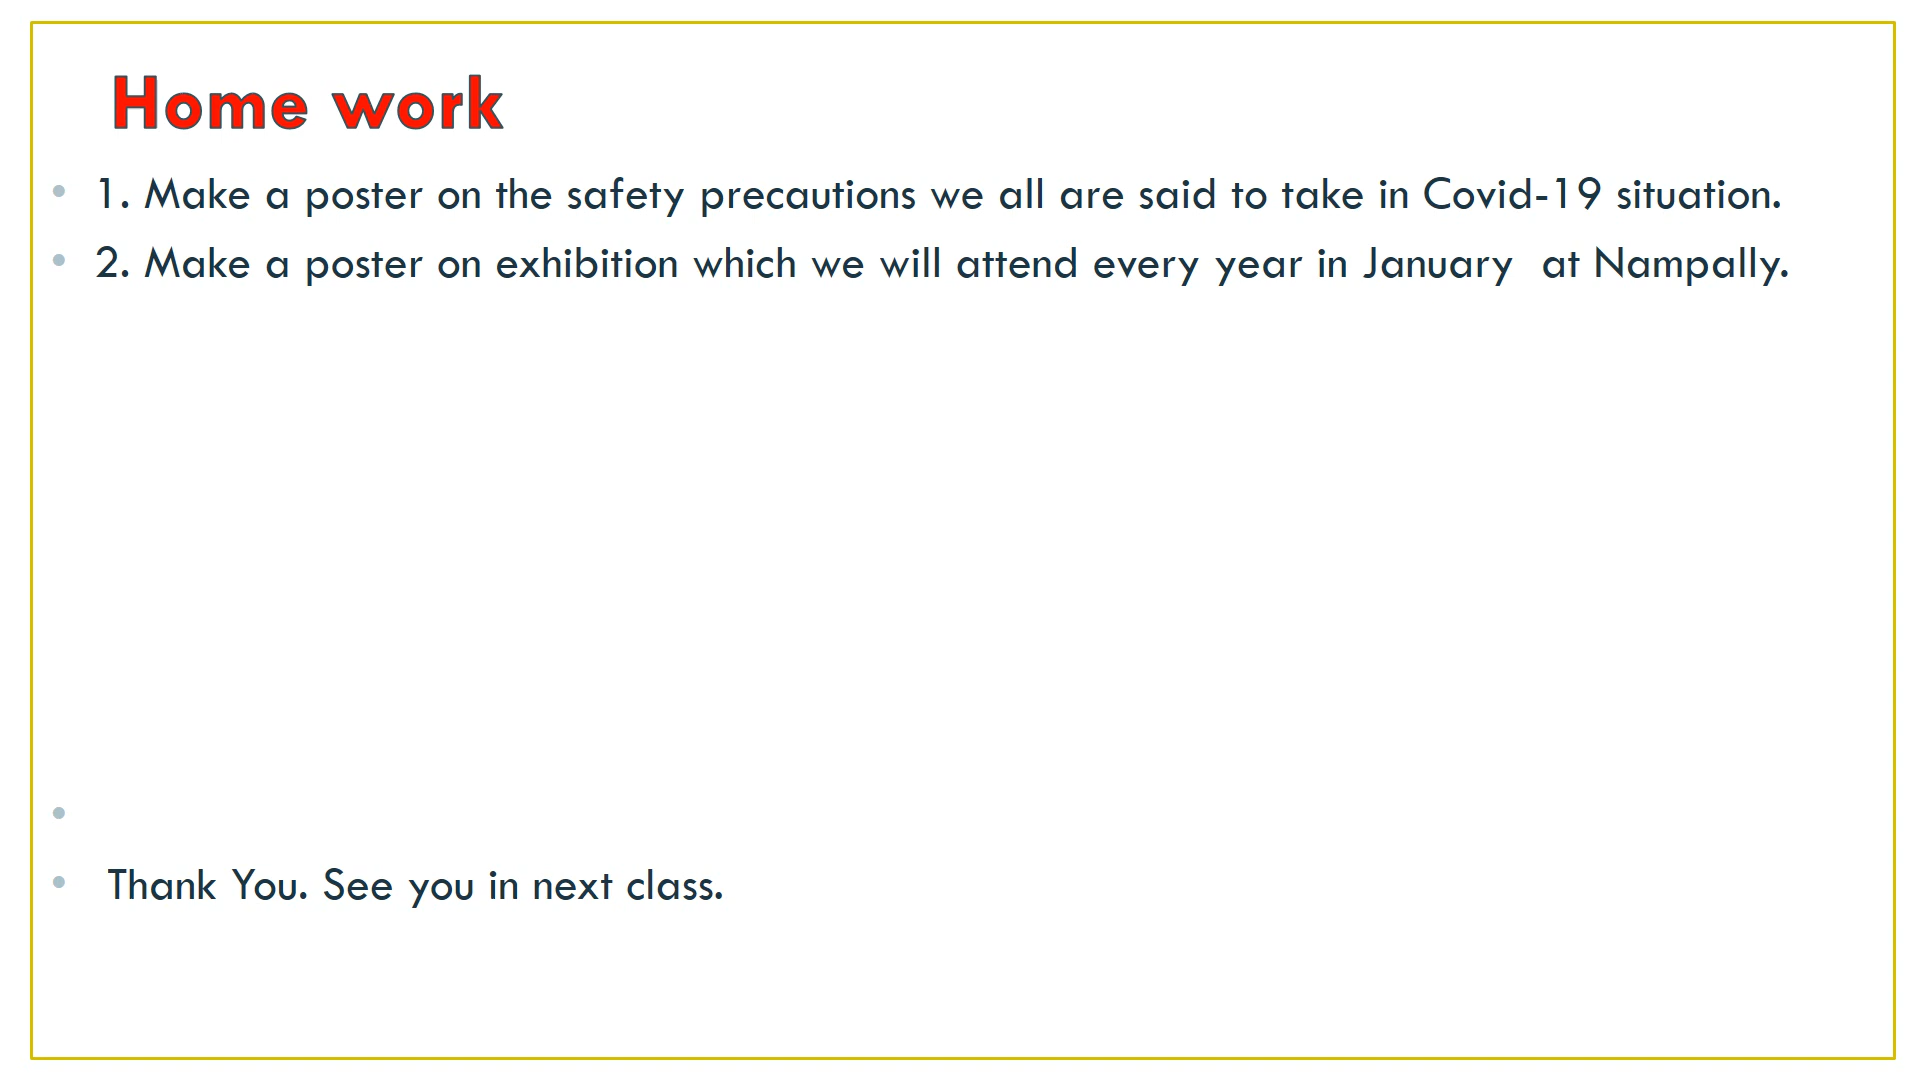 Home work
• 1. Make a poster on the safety precautions we all are said to take in Covid-19 situation.
• 2. Make a poster on exhibition which we will attend every year in January  at Nampally.
•
• Thank You. See you in next class.